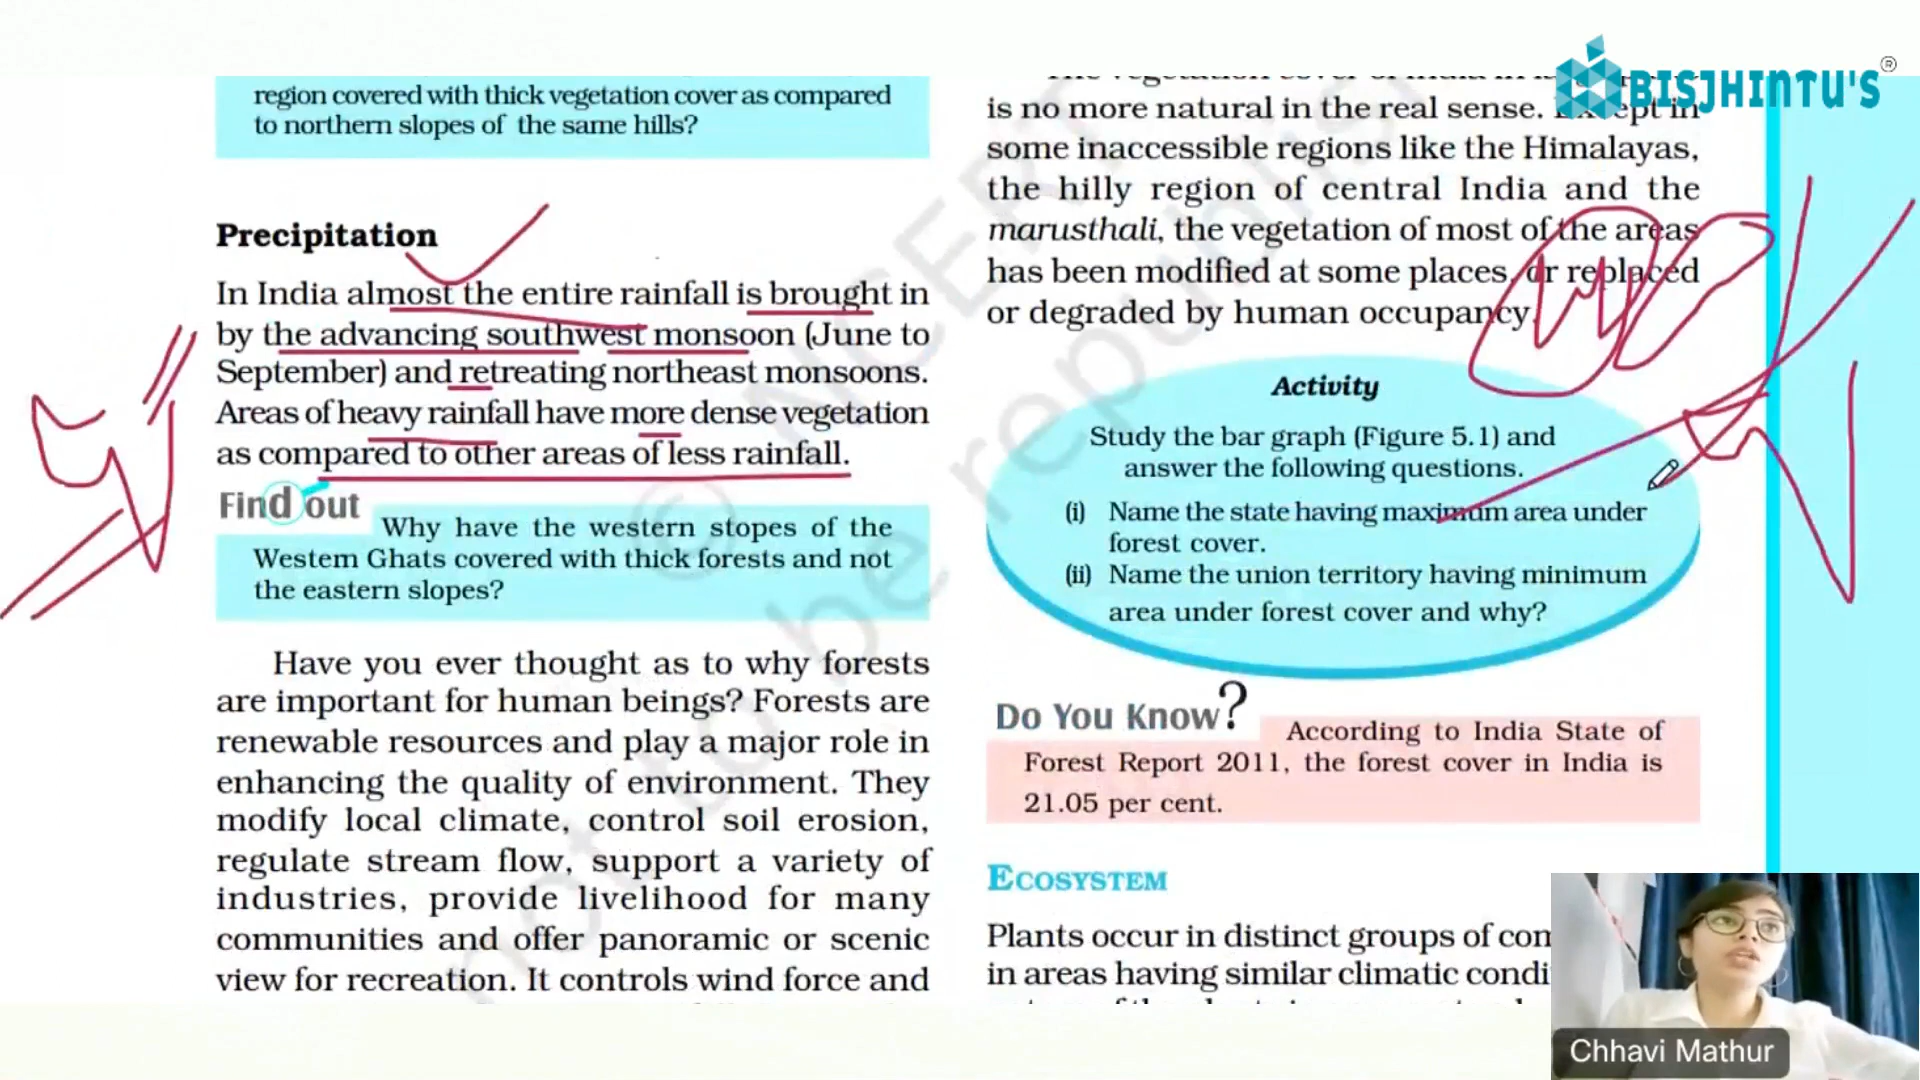 region covered with thick vegetation cover as compared
to northern slopes of the same hills?
Precipitation
In India almost the entire rainfall is brought in
by the advancing southwest monsoon (June to
September) and retreating northeast monsoons.
Areas of heavy rainfall have more dense vegetation
as compared to other areas of less rainfall.
Find out
Why have the western stopes of the
Western Ghats covered with thick forests and not
the eastern slopes?
Have you ever thought as to why forests
are important for human beings? Forests are
renewable resources and play a major role in
enhancing the quality of environment. They
modify local climate, control soil erosion,
regulate stream flow, support a variety of
industries, provide livelihood for many
communities and offer panoramic or scenic
view for recreation. It controls wind force and
is no more natural in the real sense. Except in
some inaccessible regions like the Himalayas,
the hilly region of central India and the
marusthali, the vegetation of most of the areas
has been modified at some places, or replaced
or degraded by human occupancy.
Activity
Study the bar graph (Figure 5.1) and
answer the following questions.
(i) Name the state having maximum area under
forest cover.
(ii) Name the union territory having minimum
area under forest cover and why?
Do You Know?
According to India State of
Forest Report 2011, the forest cover in India is
21.05 per cent.
ECOSYSTEM
Plants occur in distinct groups of com
in areas having similar climatic condi
BISJHINTU'S ®
© NCERT
not to be republis
Chhavi Mathur